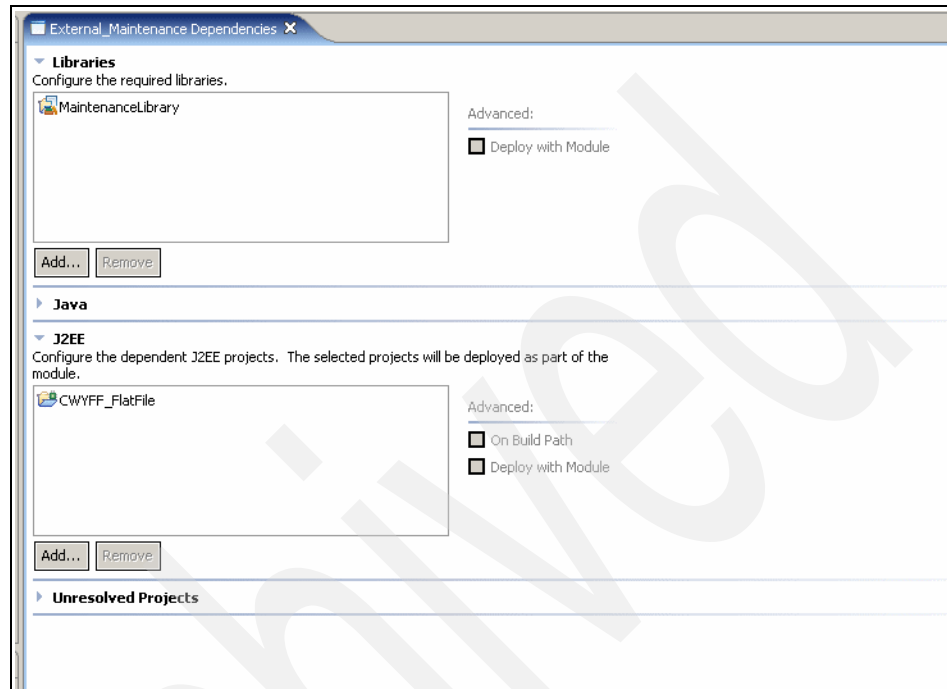 External_Maintenance Dependencies
Libraries
Configure the required libraries.
MaintenanceLibrary
Advanced:
Deploy with Module
Add... Remove
Java
J2EE
Configure the dependent J2EE projects. The selected projects will be deployed as part of the
module.
CWYFF_FlatFile
Advanced:
On Build Path
Deploy with Module
Add... Remove
Unresolved Projects
hived